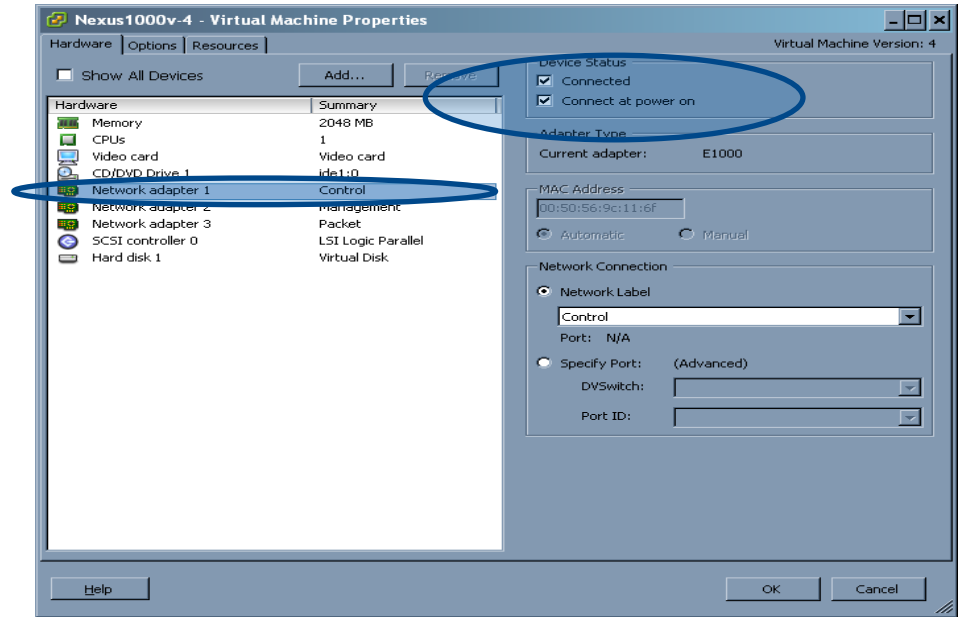 Nexus1000v-4 - Virtual Machine Properties
Hardware Options Resources Virtual Machine Version: 4
Show All Devices Add... Remove
Hardware Summary
Memory 2048 MB
CPUs 1
Video card Video card
CD/DVD Drive 1 ide1:0
Network adapter 1 Control
Network adapter 2 Management
Network adapter 3 Packet
SCSI controller 0 LSI Logic Parallel
Hard disk 1 Virtual Disk
Device Status
Connected
Connect at power on
Adapter Type
Current adapter: E1000
MAC Address
00:50:56:9c:11:6f
Automatic Manual
Network Connection
Network Label
Control
Port: N/A
Specify Port: (Advanced)
DVSwitch:
Port ID:
Help OK Cancel